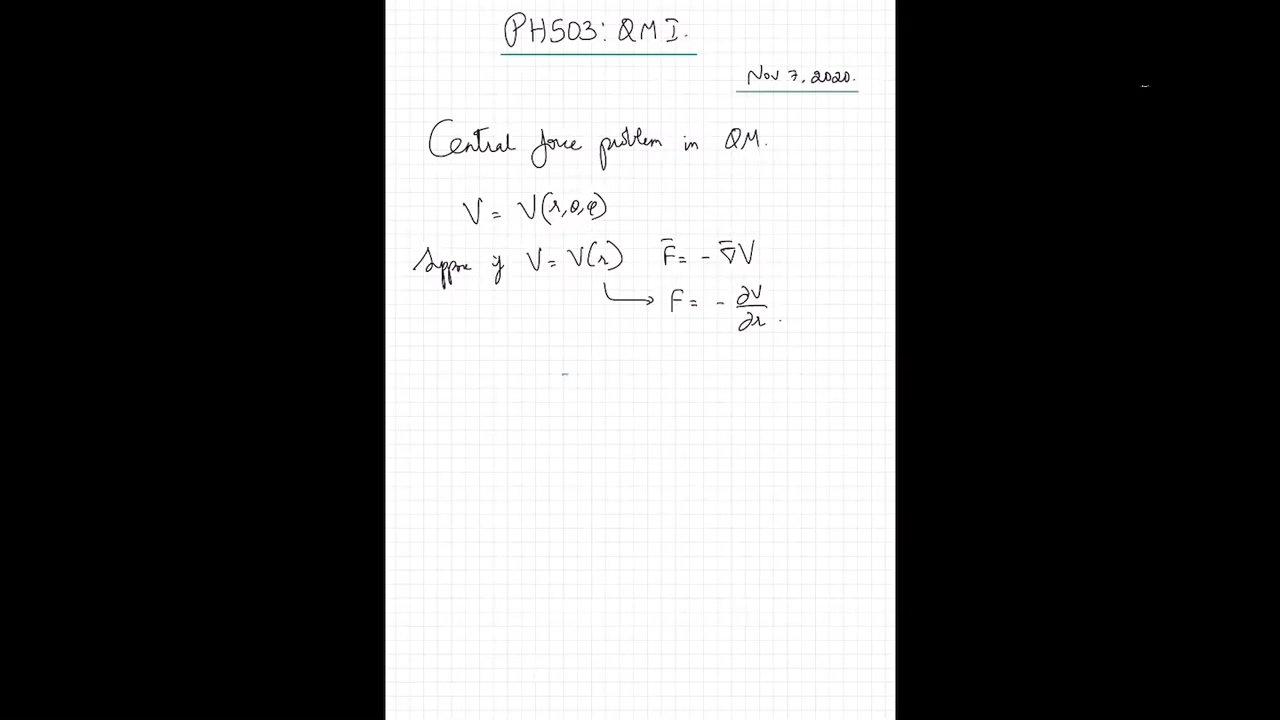 PH503: QM I.
Nov 7, 2020.
Central force problem in QM.
V = V(r,θ,φ)
Suppose if V = V(r) F̄ = - ∇̄V
F = - ∂V/∂r .